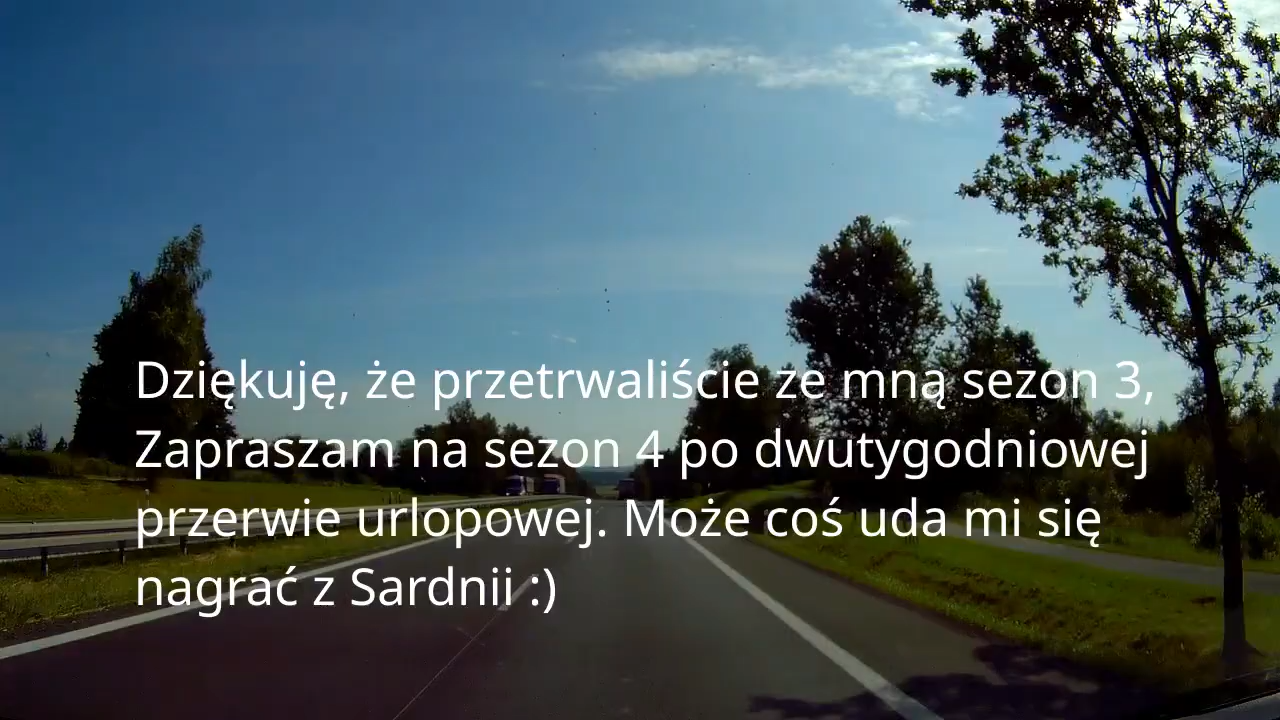 Dziękuję, że przetrwaliście ze mną sezon 3,
Zapraszam na sezon 4 po dwutygodniowej
przerwie urlopowej. Może coś uda mi się
nagrać z Sardnii :)